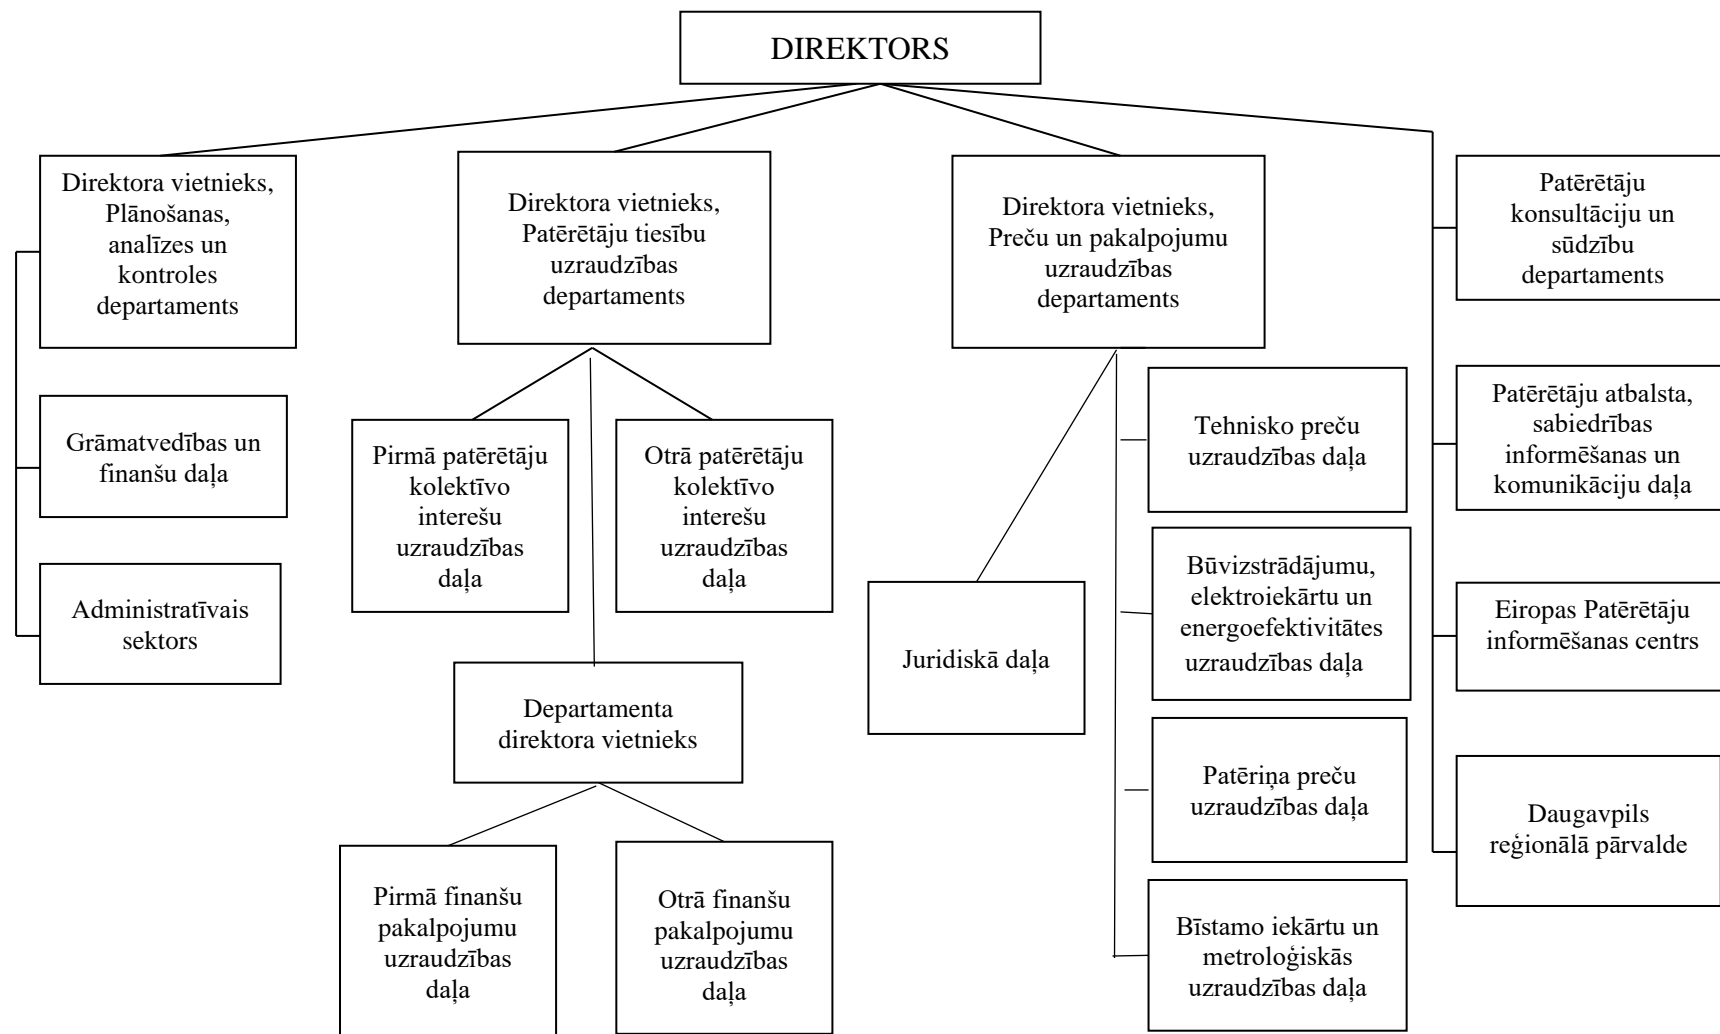 DIREKTORS
Direktora vietnieks,
Plānošanas,
analīzes un
kontroles
departaments
Direktora vietnieks,
Patērētāju tiesību
uzraudzības
departaments
Direktora vietnieks,
Preču un pakalpojumu
uzraudzības
departaments
Patērētāju
konsultāciju un
sūdzību
departaments
Grāmatvedības un
finanšu daļa
Administratīvais
sektors
Pirmā patērētāju
kolektīvo
interešu
uzraudzības
daļa
Otrā patērētāju
kolektīvo
interešu
uzraudzības
daļa
Departamenta
direktora vietnieks
Pirmā finanšu
pakalpojumu
uzraudzības
daļa
Otrā finanšu
pakalpojumu
uzraudzības
daļa
Juridiskā daļa
Tehnisko preču
uzraudzības daļa
Būvizstrādājumu,
elektroiekārtu un
energoefektivitātes
uzraudzības daļa
Patēriņa preču
uzraudzības daļa
Bīstamo iekārtu un
metroloģiskās
uzraudzības daļa
Patērētāju atbalsta,
sabiedrības
informēšanas un
komunikāciju daļa
Eiropas Patērētāju
informēšanas centrs
Daugavpils
reģionālā pārvalde